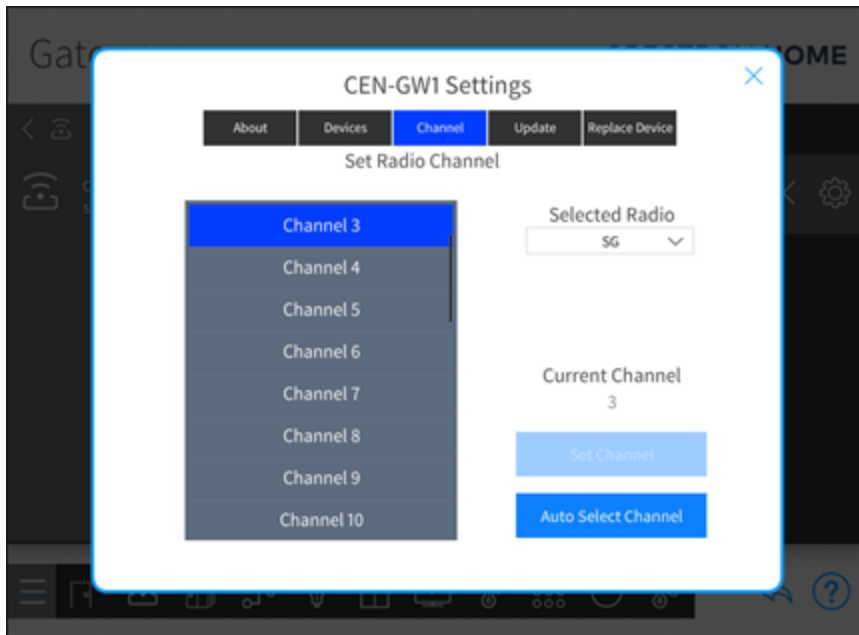 OME
CEN-GW1 Settings
About
Devices
Channel
Update
Replace Device
Set Radio Channel
Channel 3
Channel 4
Channel 5
Channel 6
Channel 7
Channel 8
Channel 9
Channel 10
Selected Radio
SG
Current Channel
3
Set Channel
Auto Select Channel
?